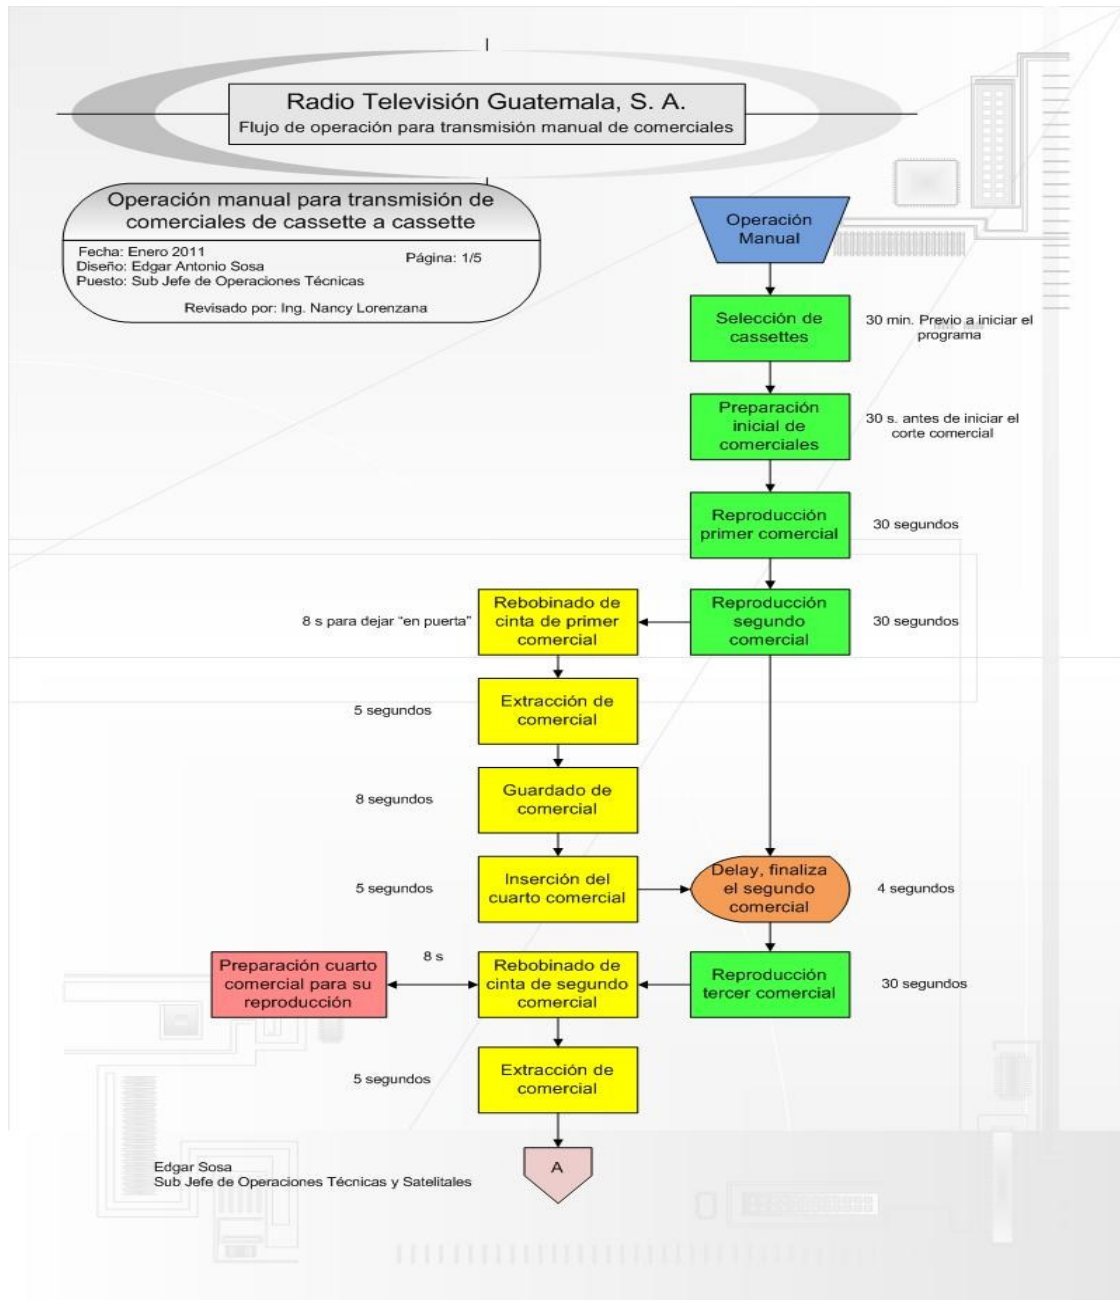 Radio Televisión Guatemala, S. A.
Flujo de operación para transmisión manual de comerciales
Operación manual para transmisión de
comerciales de cassette a cassette
Fecha: Enero 2011
Diseño: Edgar Antonio Sosa
Página: 1/5
Puesto: Sub Jefe de Operaciones Técnicas
Revisado por: Ing. Nancy Lorenzana
Operación
Manual
Selección de
cassettes
30 min. Previo a iniciar el
programa
Preparación
inicial de
comerciales
30 s. antes de iniciar el
corte comercial
Reproducción
primer comercial
30 segundos
8 s para dejar "en puerta"
Rebobinado de
cinta de primer
comercial
Reproducción
segundo
comercial
30 segundos
5 segundos
Extracción de
comercial
8 segundos
Guardado de
comercial
5 segundos
Inserción del
cuarto comercial
Delay, finaliza
el segundo
comercial
4 segundos
Preparación cuarto
comercial para su
reproducción
8 s
Rebobinado de
cinta de segundo
comercial
Reproducción
tercer comercial
30 segundos
5 segundos
Extracción de
comercial
A
Edgar Sosa
Sub Jefe de Operaciones Técnicas y Satelitales